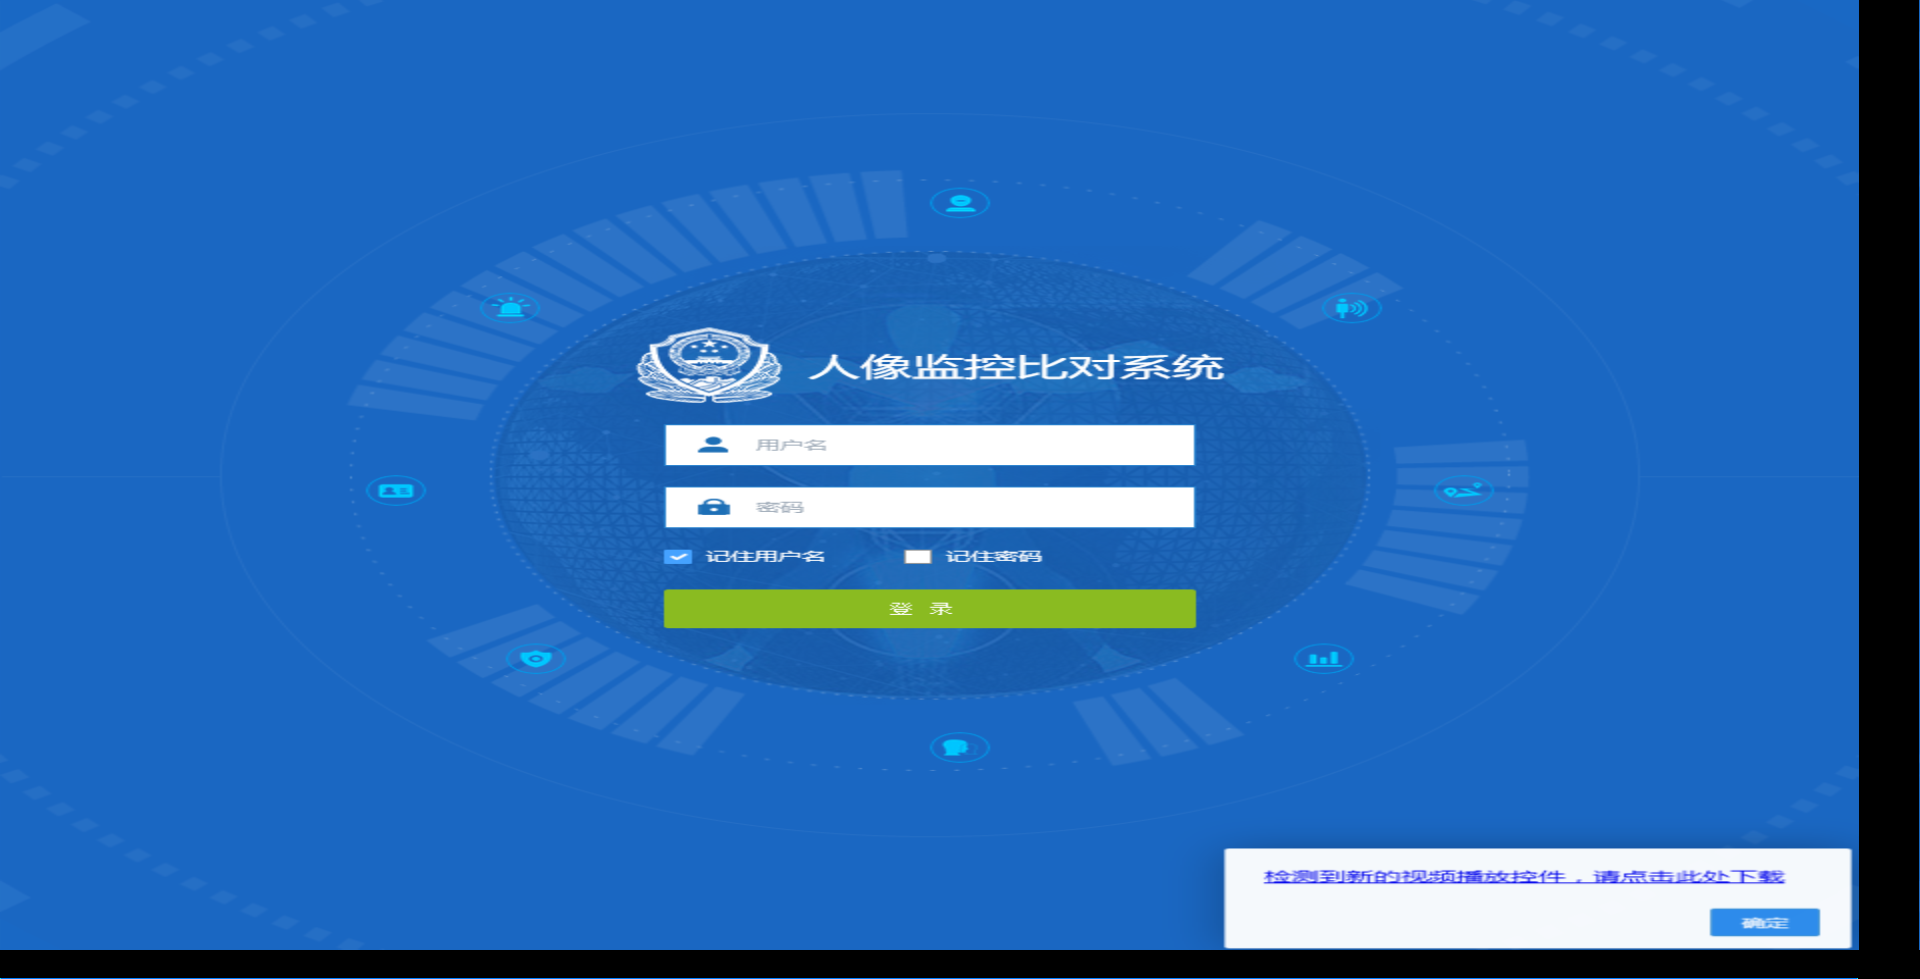 人像监控比对系统
用户名
密码
记住用户名 记住密码
登 录
检测到新的视频播放控件，请点击此处下载
确定